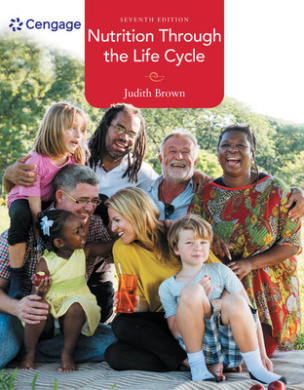 Cengage
SEVENTH EDITION
Nutrition Through
the Life Cycle
Judith Brown